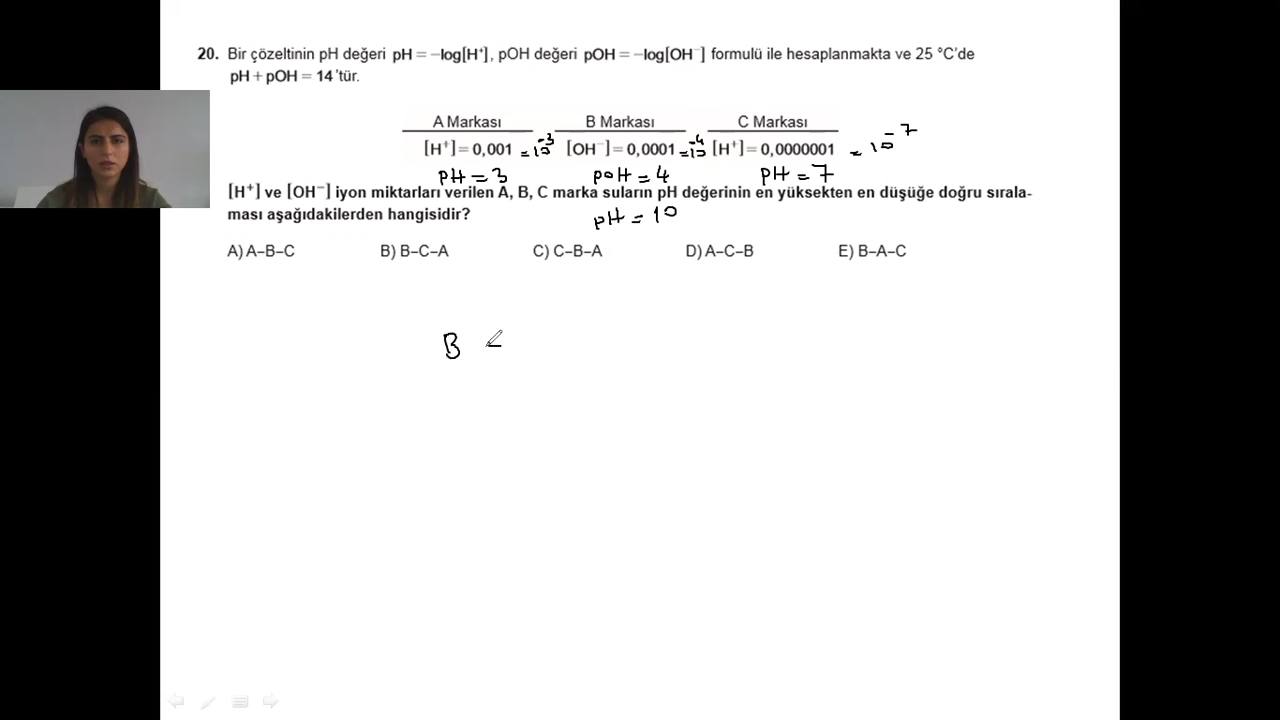 20. Bir çözeltinin pH değeri pH = −log[H⁺], pOH değeri pOH = −log[OH⁻] formulü ile hesaplanmakta ve 25 °C'de
pH + pOH = 14'tür.
A Markası B Markası C Markası
[H⁺] = 0,001 = 10⁻³ [OH⁻] = 0,0001 = 10⁻⁴ [H⁺] = 0,0000001 = 10⁻⁷
pH = 3 pOH = 4 pH = 7
[H⁺] ve [OH⁻] iyon miktarları verilen A, B, C marka suların pH değerinin en yüksekten en düşüğe doğru sırala-
ması aşağıdakilerden hangisidir?
pH = 10
A) A–B–C B) B–C–A C) C–B–A D) A–C–B E) B–A–C
B <